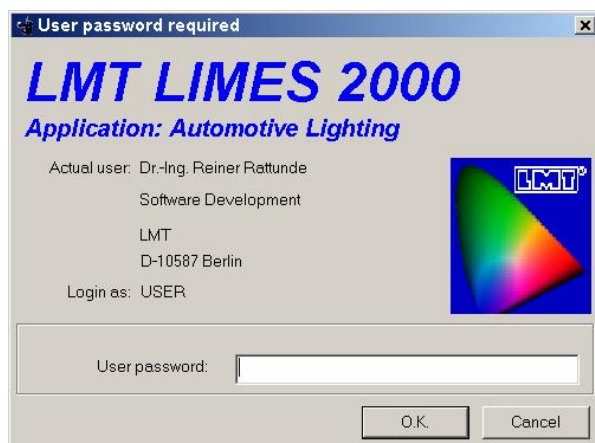 User password required
LMT LIMES 2000
Application: Automotive Lighting
Actual user: Dr.-Ing. Reiner Rattunde
Software Development
LMT
D-10587 Berlin
Login as: USER
LMT®
User password:
O.K. Cancel